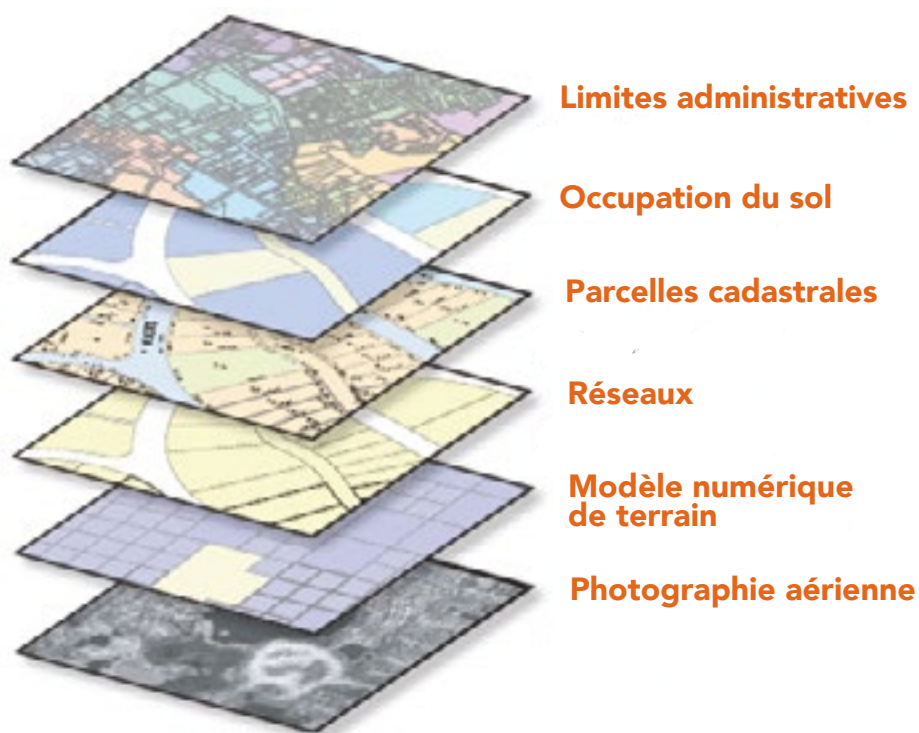 Limites administratives
Occupation du sol
Parcelles cadastrales
Réseaux
Modèle numérique
de terrain
Photographie aérienne